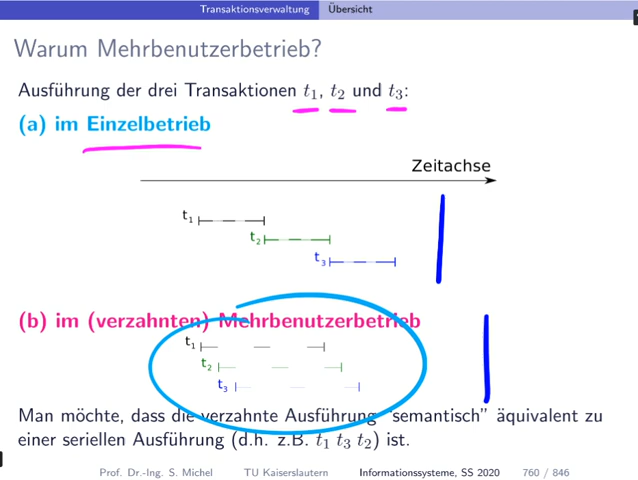 Transaktionsverwaltung Übersicht
Warum Mehrbenutzerbetrieb?
Ausführung der drei Transaktionen t1, t2 und t3:
(a) im Einzelbetrieb
Zeitachse
t1
t2
t3
(b) im (verzahnten) Mehrbenutzerbetrieb
t1
t2
t3
Man möchte, dass die verzahnte Ausführung "semantisch" äquivalent zu
einer seriellen Ausführung (d.h. z.B. t1 t3 t2) ist.
Prof. Dr.-Ing. S. Michel TU Kaiserslautern Informationssysteme, SS 2020 760 / 846